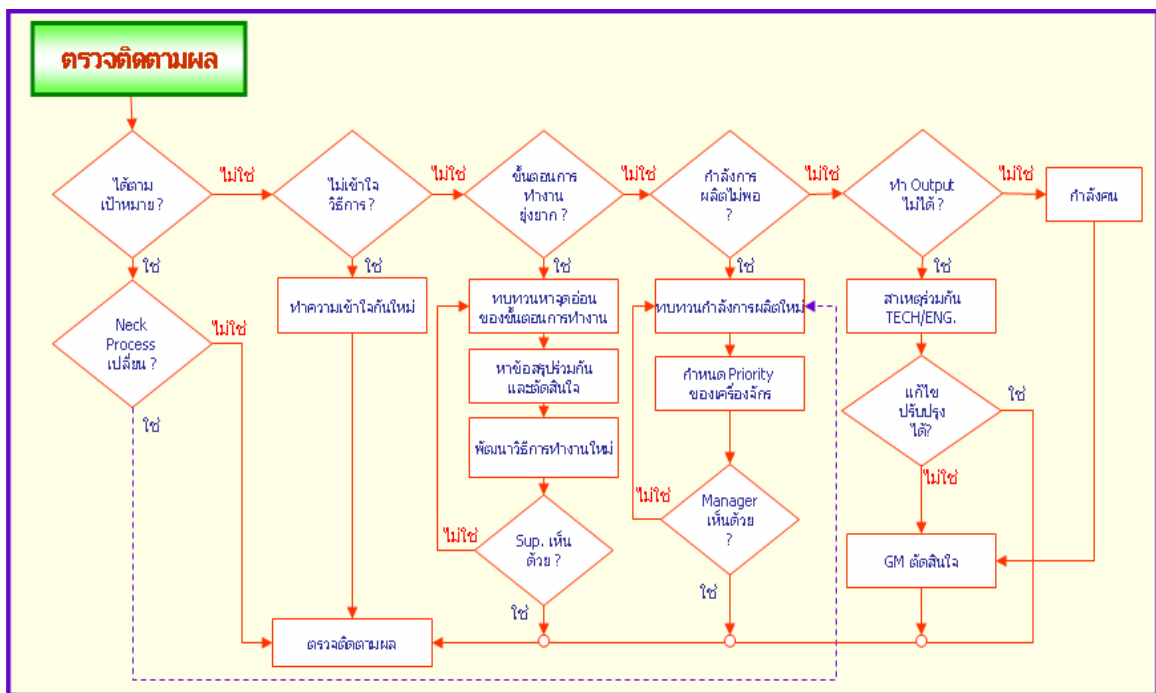 ตรวจติดตามผล
ได้ตาม
เป้าหมาย ?
ไม่ใช่
ไม่เข้าใจ
วิธีการ ?
ไม่ใช่
ขั้นตอนการ
ทำงาน
ยุ่งยาก ?
ไม่ใช่
กำลังการ
ผลิตไม่พอ
?
ไม่ใช่
ทำ Output
ไม่ได้ ?
ไม่ใช่
กำลังคน
ใช่
ใช่
ใช่
ใช่
ใช่
Neck
Process
เปลี่ยน ?
ไม่ใช่
ใช่
ทำความเข้าใจกันใหม่
ทบทวนหาจุดอ่อน
ของขั้นตอนการทำงาน
หาข้อสรุปร่วมกัน
และตัดสินใจ
พัฒนาวิธีการทำงานใหม่
ไม่ใช่
Sup. เห็น
ด้วย ?
ใช่
ทบทวนกำลังการผลิตใหม่
กำหนด Priority
ของเครื่องจักร
ไม่ใช่
Manager
เห็นด้วย
?
ใช่
สาเหตุร่วมกัน
TECH/ENG.
แก้ไข
ปรับปรุง
ได้?
ใช่
ไม่ใช่
GM ตัดสินใจ
ตรวจติดตามผล